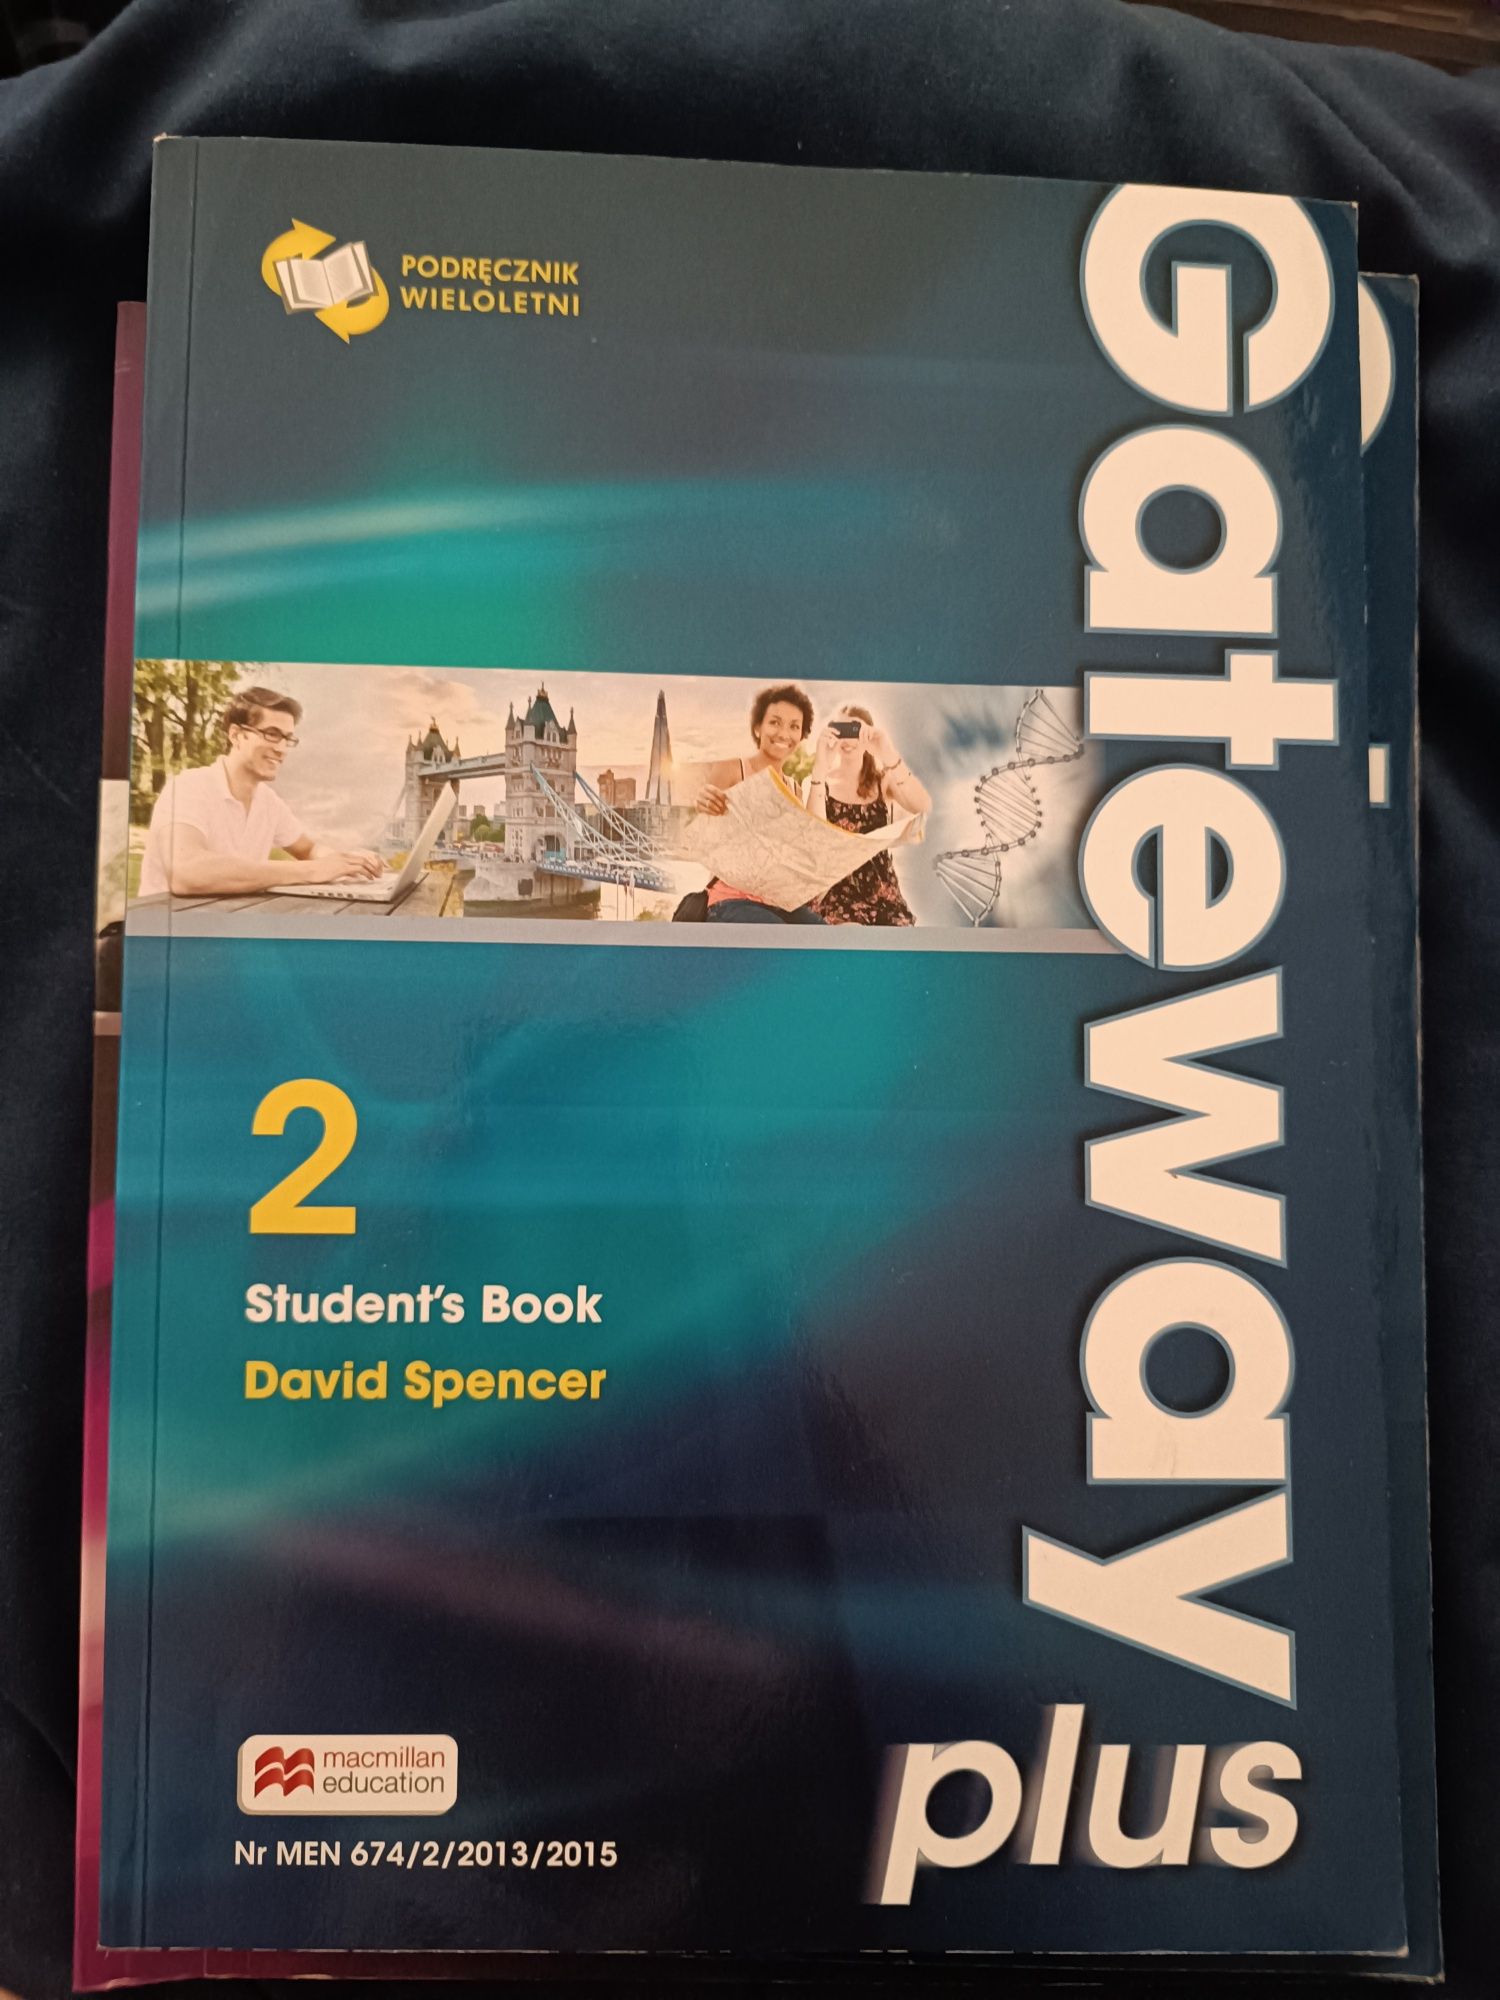 PODRĘCZNIK
WIELOLETNI
Gateway
plus
2
Student's Book
David Spencer
macmillan
education
Nr MEN 674/2/2013/2015